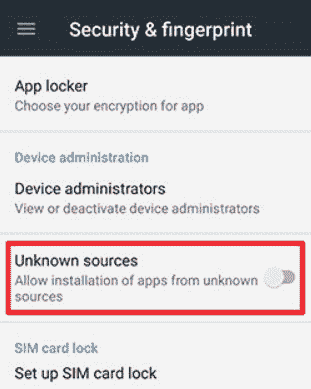 Security & fingerprint
App locker
Choose your encryption for app
Device administration
Device administrators
View or deactivate device administrators
Unknown sources
Allow installation of apps from unknown
sources
SIM card lock
Set up SIM card lock